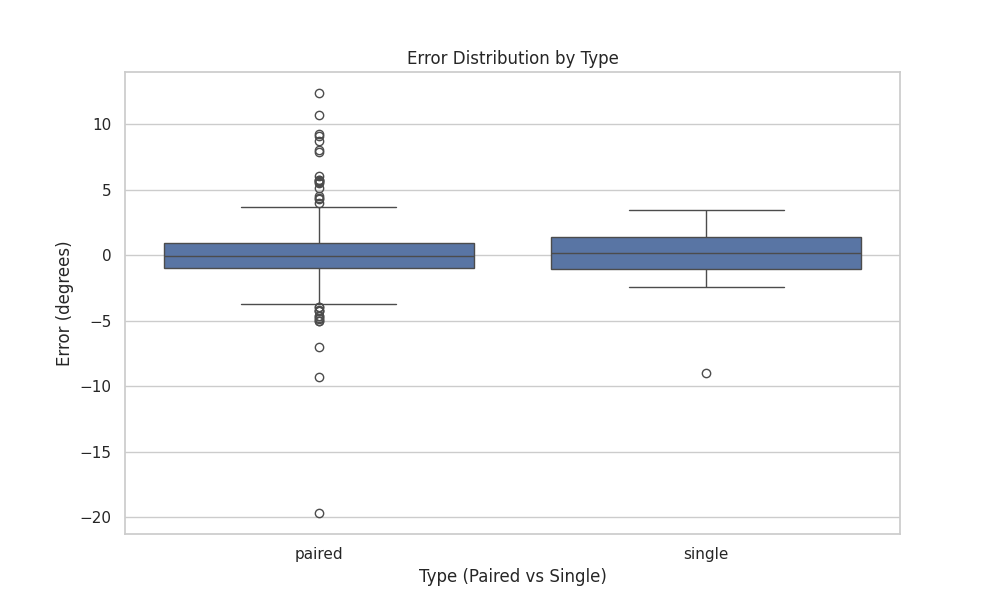 Error Distribution by Type
Error (degrees)
10
5
0
−5
−10
−15
−20
paired
single
Type (Paired vs Single)